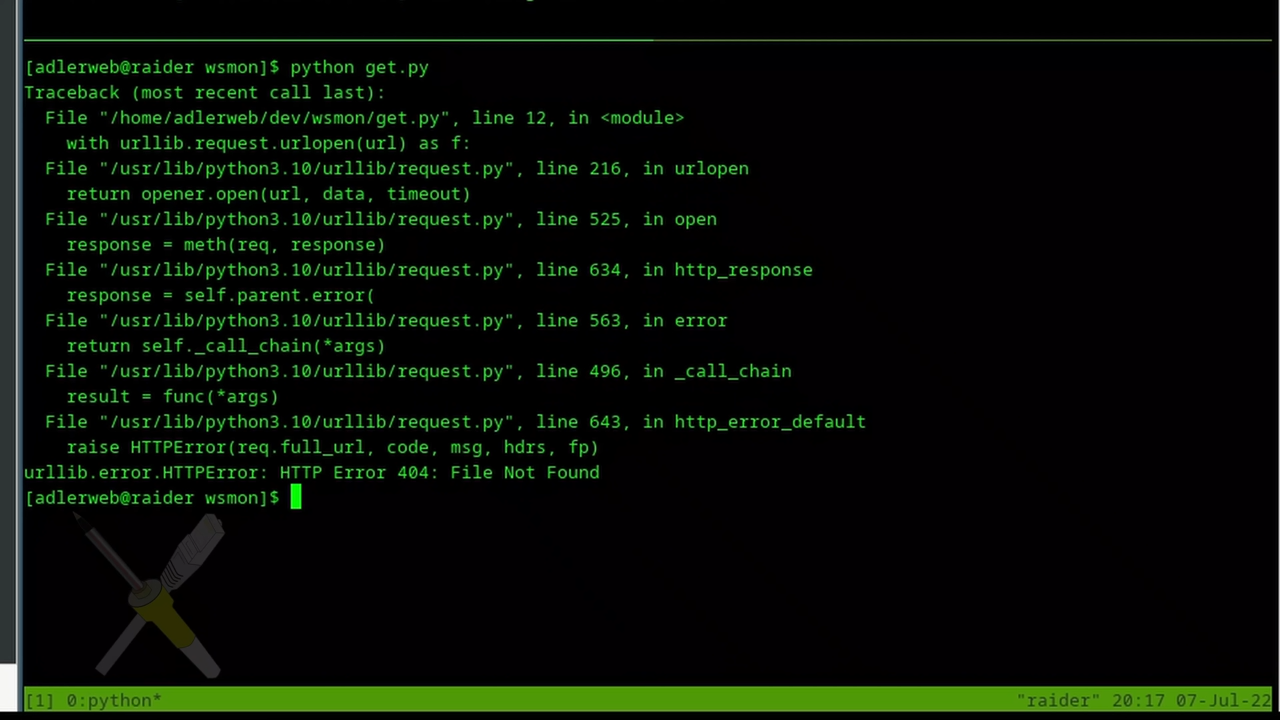 [adlerweb@raider wsmon]$ python get.py
Traceback (most recent call last):
  File "/home/adlerweb/dev/wsmon/get.py", line 12, in <module>
    with urllib.request.urlopen(url) as f:
  File "/usr/lib/python3.10/urllib/request.py", line 216, in urlopen
    return opener.open(url, data, timeout)
  File "/usr/lib/python3.10/urllib/request.py", line 525, in open
    response = meth(req, response)
  File "/usr/lib/python3.10/urllib/request.py", line 634, in http_response
    response = self.parent.error(
  File "/usr/lib/python3.10/urllib/request.py", line 563, in error
    return self._call_chain(*args)
  File "/usr/lib/python3.10/urllib/request.py", line 496, in _call_chain
    result = func(*args)
  File "/usr/lib/python3.10/urllib/request.py", line 643, in http_error_default
    raise HTTPError(req.full_url, code, msg, hdrs, fp)
urllib.error.HTTPError: HTTP Error 404: File Not Found
[adlerweb@raider wsmon]$
[1] 0:python* "raider" 20:17 07-Jul-22